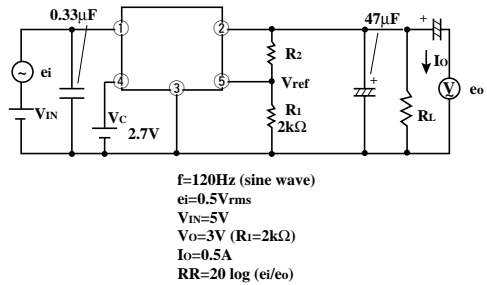 0.33μF
1
2
47μF
+
R2
IO
ei
4
5
Vref
+
V
eo
3
VIN
VC
R1
RL
2.7V
2kΩ
f=120Hz (sine wave)
ei=0.5Vrms
VIN=5V
VO=3V (R1=2kΩ)
IO=0.5A
RR=20 log (ei/eo)